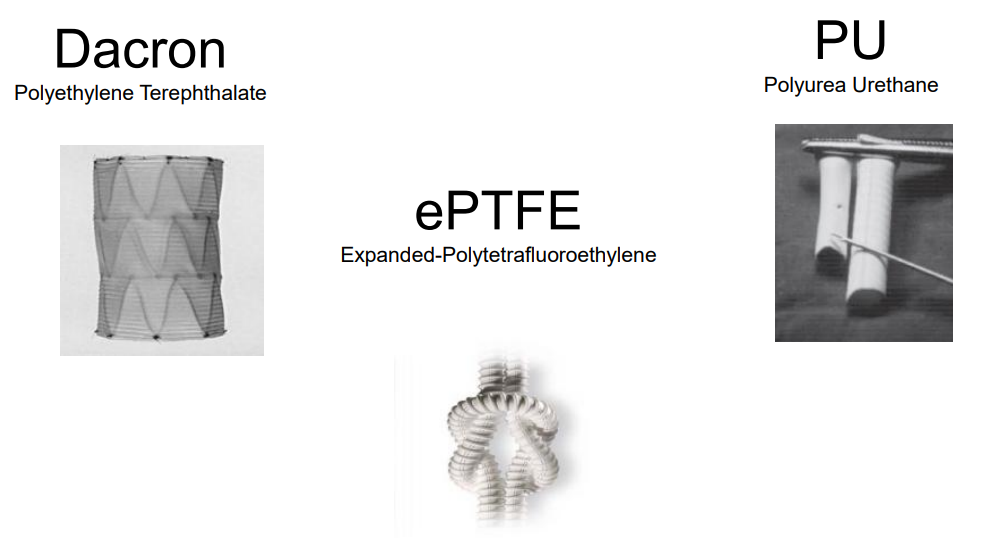 Dacron
Polyethylene Terephthalate
ePTFE
Expanded-Polytetrafluoroethylene
PU
Polyurea Urethane